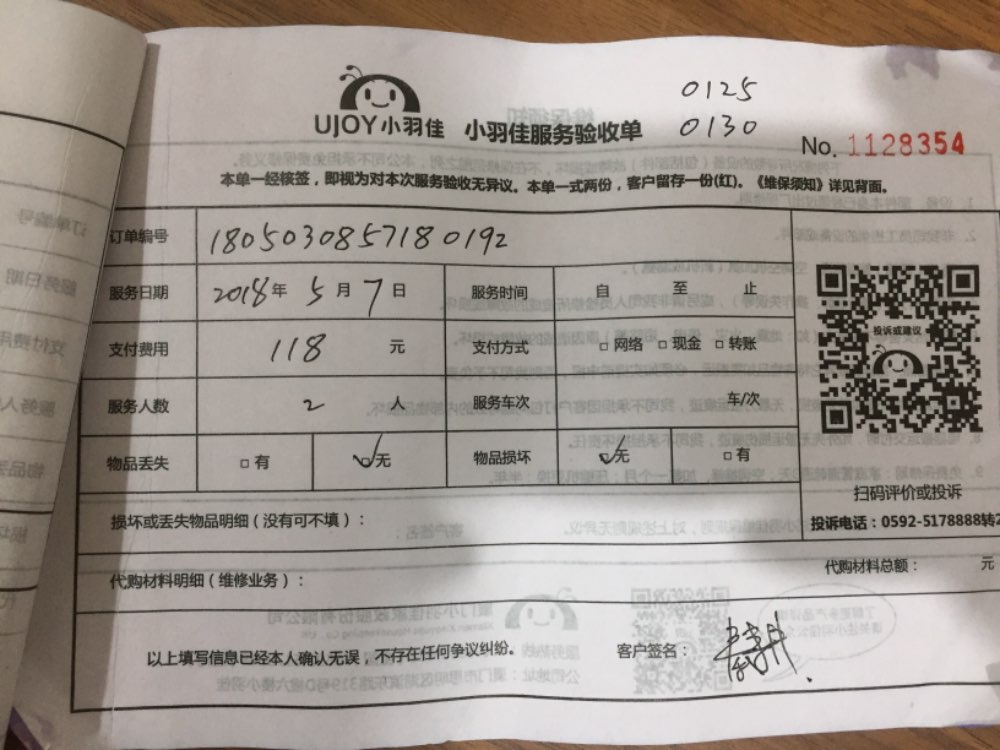 0125
0130
UJOY小羽佳 小羽佳服务验收单
No. 1128354
本单一经核签，即视为对本次服务验收无异议。本单一式两份，客户留存一份(红)。《维保须知》详见背面。
订单编号 1805030857180192
服务日期 2018年 5月 7日 服务时间 自 至 止
支付费用 118 元 支付方式 □ 网络 □ 现金 □ 转账
服务人数 2 人 服务车次 车/次
物品丢失 □ 有 ☑无 物品损坏 ☑无 □ 有
投诉或建议
扫码评价或投诉
投诉电话：0592-5178888转2
损坏或丢失物品明细（没有可不填）：
代购材料明细（维修业务）： 代购材料总额： 元
以上填写信息已经本人确认无误，不存在任何争议纠纷。 客户签名：